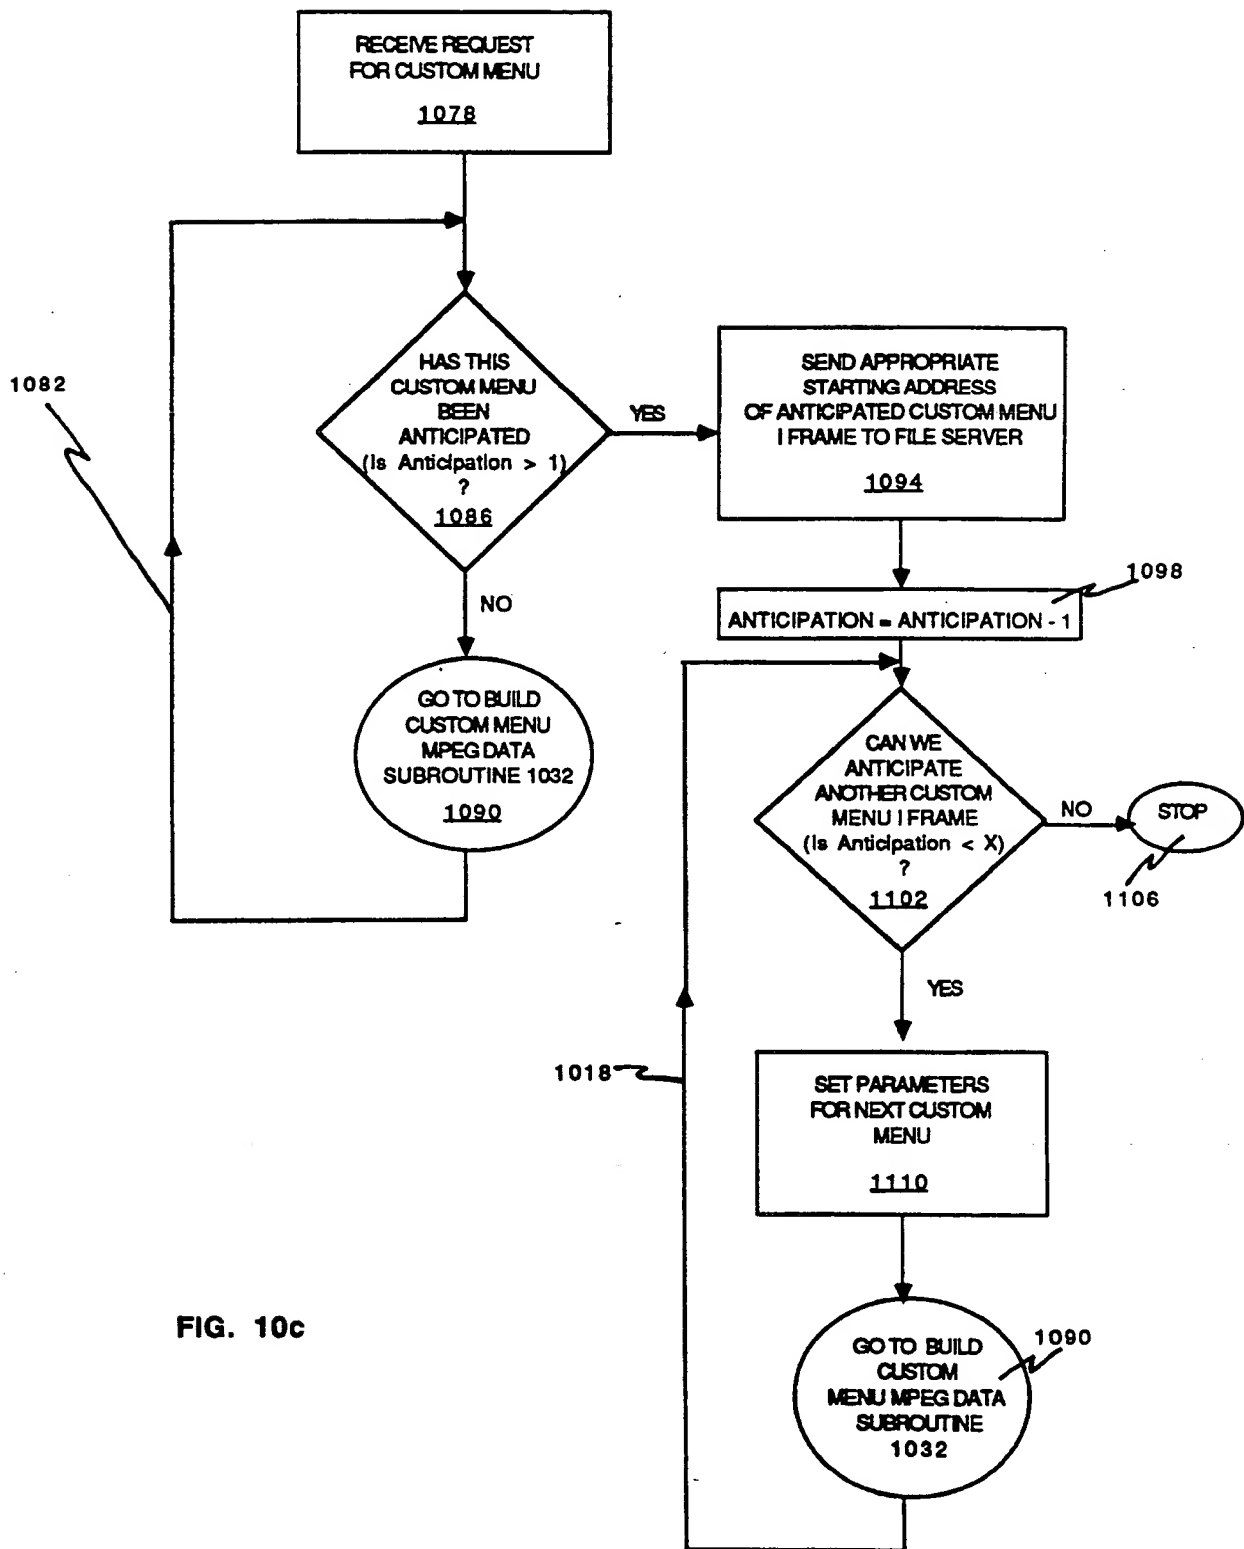 RECEIVE REQUEST
FOR CUSTOM MENU
1078
1082
HAS THIS
CUSTOM MENU
BEEN
ANTICIPATED
(Is Anticipation > 1)
?
1086
YES
SEND APPROPRIATE
STARTING ADDRESS
OF ANTICIPATED CUSTOM MENU
I FRAME TO FILE SERVER
1094
NO
1098
ANTICIPATION = ANTICIPATION - 1
GO TO BUILD
CUSTOM MENU
MPEG DATA
SUBROUTINE 1032
1090
CAN WE
ANTICIPATE
ANOTHER CUSTOM
MENU I FRAME
(Is Anticipation < X)
?
1102
NO
STOP
1106
YES
1018
SET PARAMETERS
FOR NEXT CUSTOM
MENU
1110
FIG. 10c
GO TO BUILD
CUSTOM
MENU MPEG DATA
SUBROUTINE
1032
1090